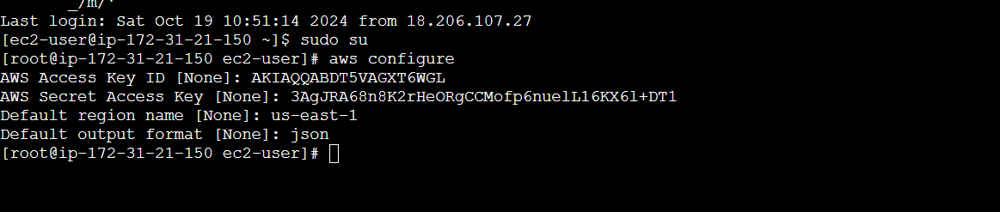 _/m/'
Last login: Sat Oct 19 10:51:14 2024 from 18.206.107.27
[ec2-user@ip-172-31-21-150 ~]$ sudo su
[root@ip-172-31-21-150 ec2-user]# aws configure
AWS Access Key ID [None]: AKIAQQABDT5VAGXT6WGL
AWS Secret Access Key [None]: 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
Default region name [None]: us-east-1
Default output format [None]: json
[root@ip-172-31-21-150 ec2-user]#